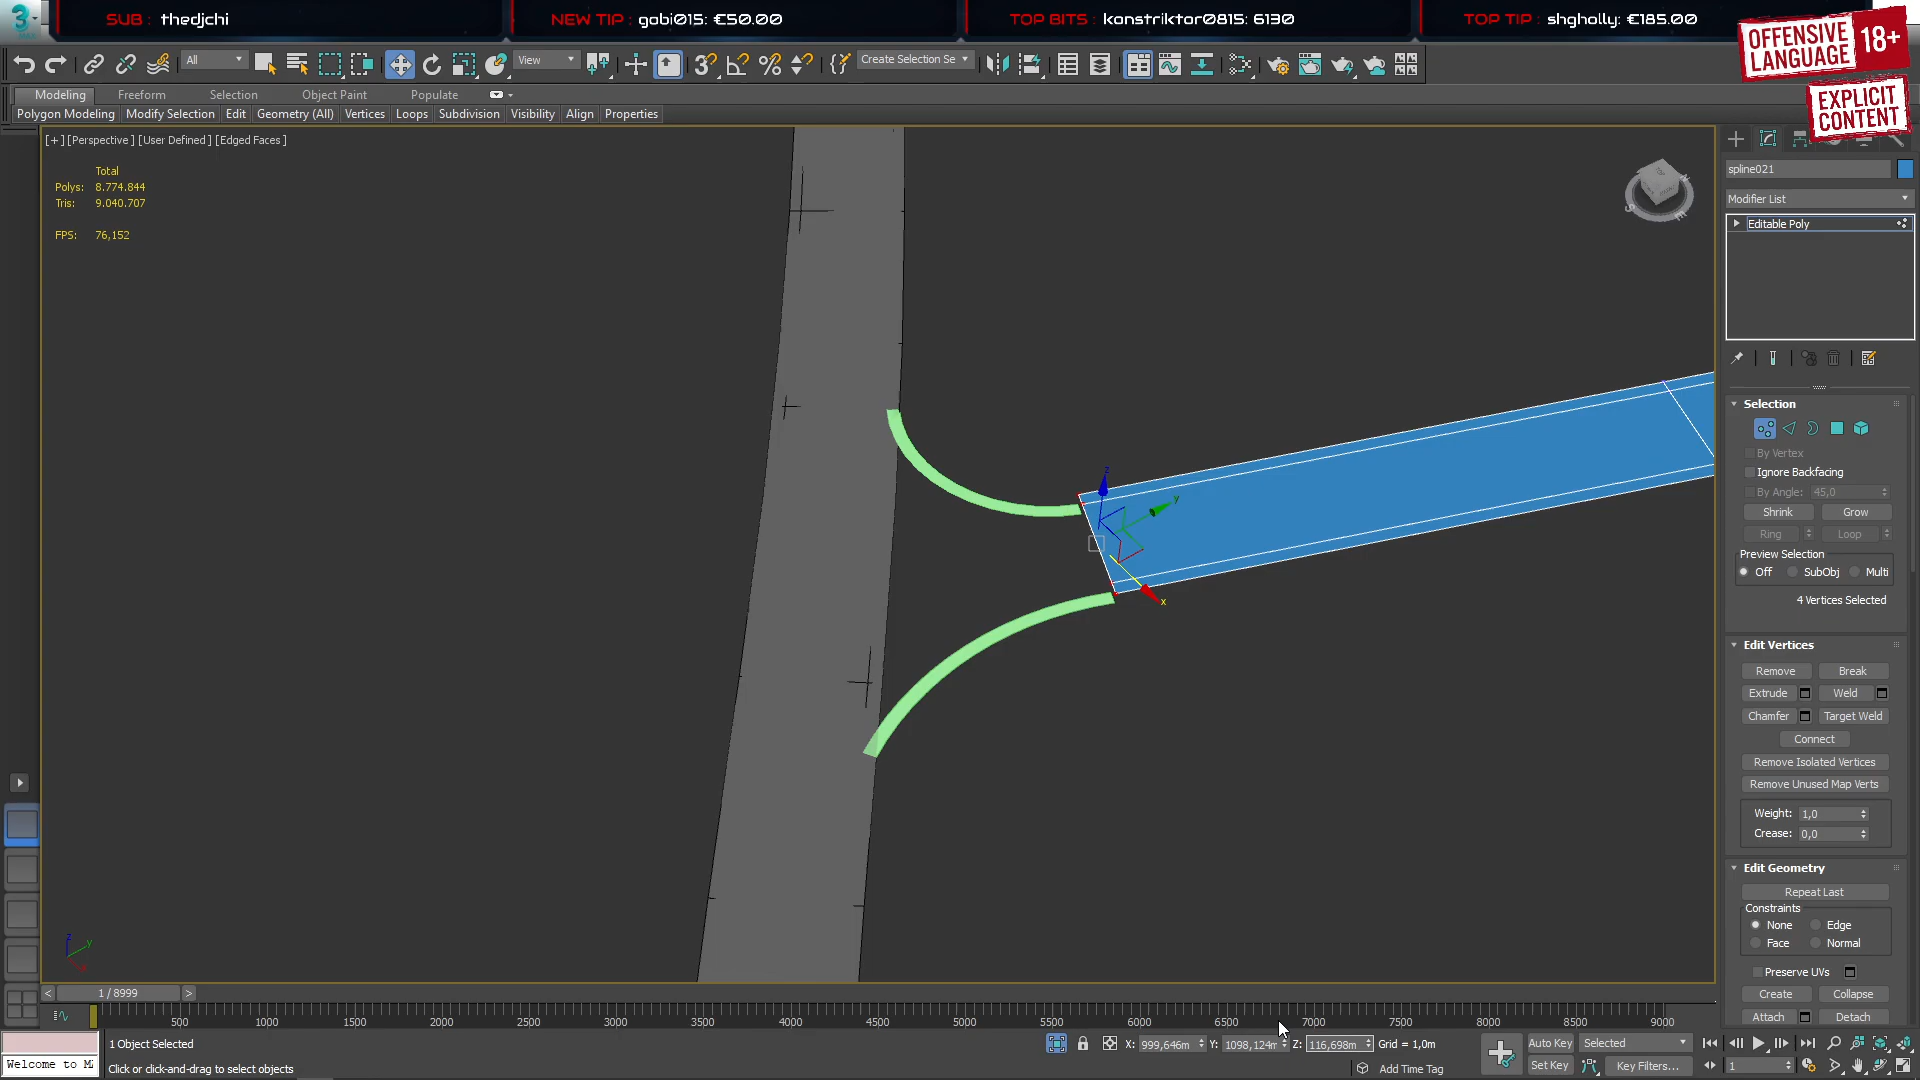 SUB : thedjchi
NEW TIP : gabi015: €50.00
TOP BITS : konstriktor0815: 6130
TOP TIP : shgholly: €185.00
OFFENSIVE LANGUAGE 18+
EXPLICIT CONTENT
3
All
View
Create Selection Se
Modeling Freeform Selection Object Paint Populate
Polygon Modeling Modify Selection Edit Geometry (All) Vertices Loops Subdivision Visibility Align Properties
[+] [Perspective ] [User Defined ] [Edged Faces ]
Total
Polys: 8.774.844
Tris: 9.040.707
FPS: 76,152
z
y
x
spline021
Modifier List
Editable Poly
Selection
By Vertex
Ignore Backfacing
By Angle: 45,0
Shrink Grow
Ring Loop
Preview Selection
Off SubObj Multi
4 Vertices Selected
Edit Vertices
Remove Break
Extrude Weld
Chamfer Target Weld
Connect
Remove Isolated Vertices
Remove Unused Map Verts
Weight: 1,0
Crease: 0,0
Edit Geometry
Repeat Last
Constraints
None Edge
Face Normal
Preserve UVs
Create Collapse
Attach Detach
< 1 / 8999 >
500 1000 1500 2000 2500 3000 3500 4000 4500 5000 5500 6000 6500 7000 7500 8000 8500 9000
1 Object Selected
X: 999,646m Y: 1098,124m Z: 116,698m Grid = 1,0m
Auto Key Selected
Welcome to M
Click or click-and-drag to select objects
Add Time Tag
Set Key Key Filters... 1